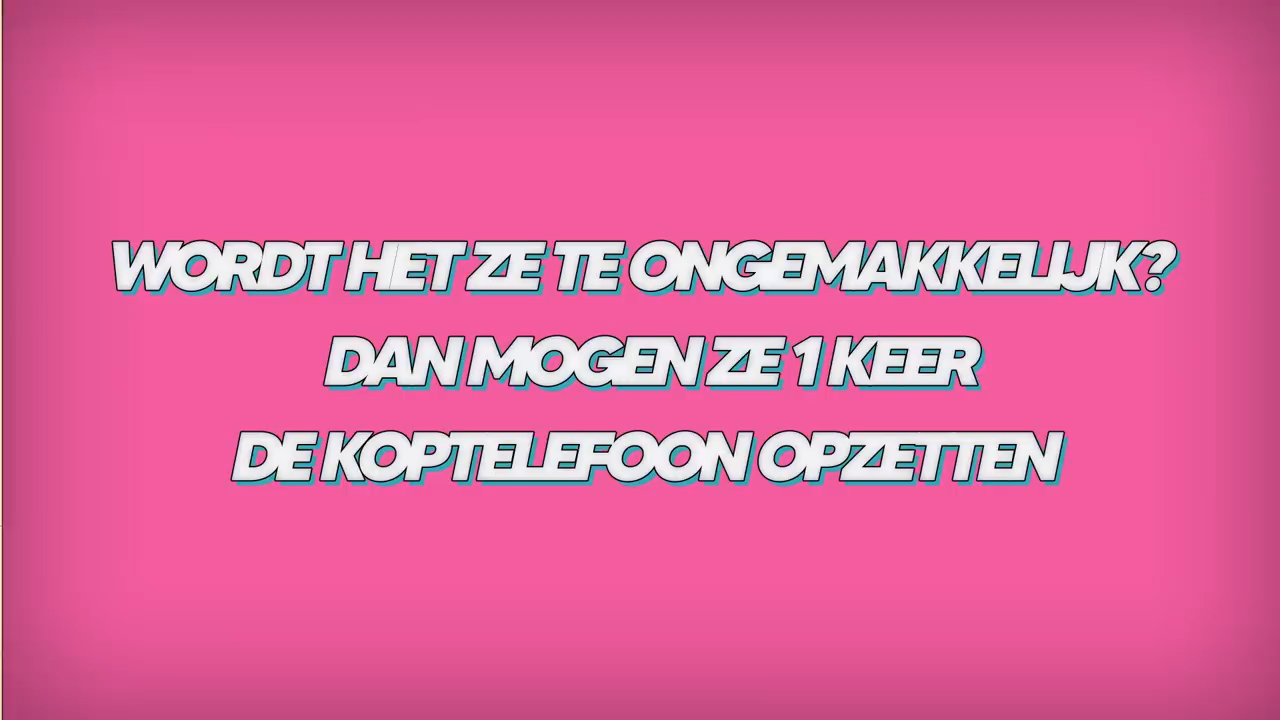 WORDT HET ZE TE ONGEMAKKELIJK?
DAN MOGEN ZE 1 KEER
DE KOPTELEFOON OPZETTEN